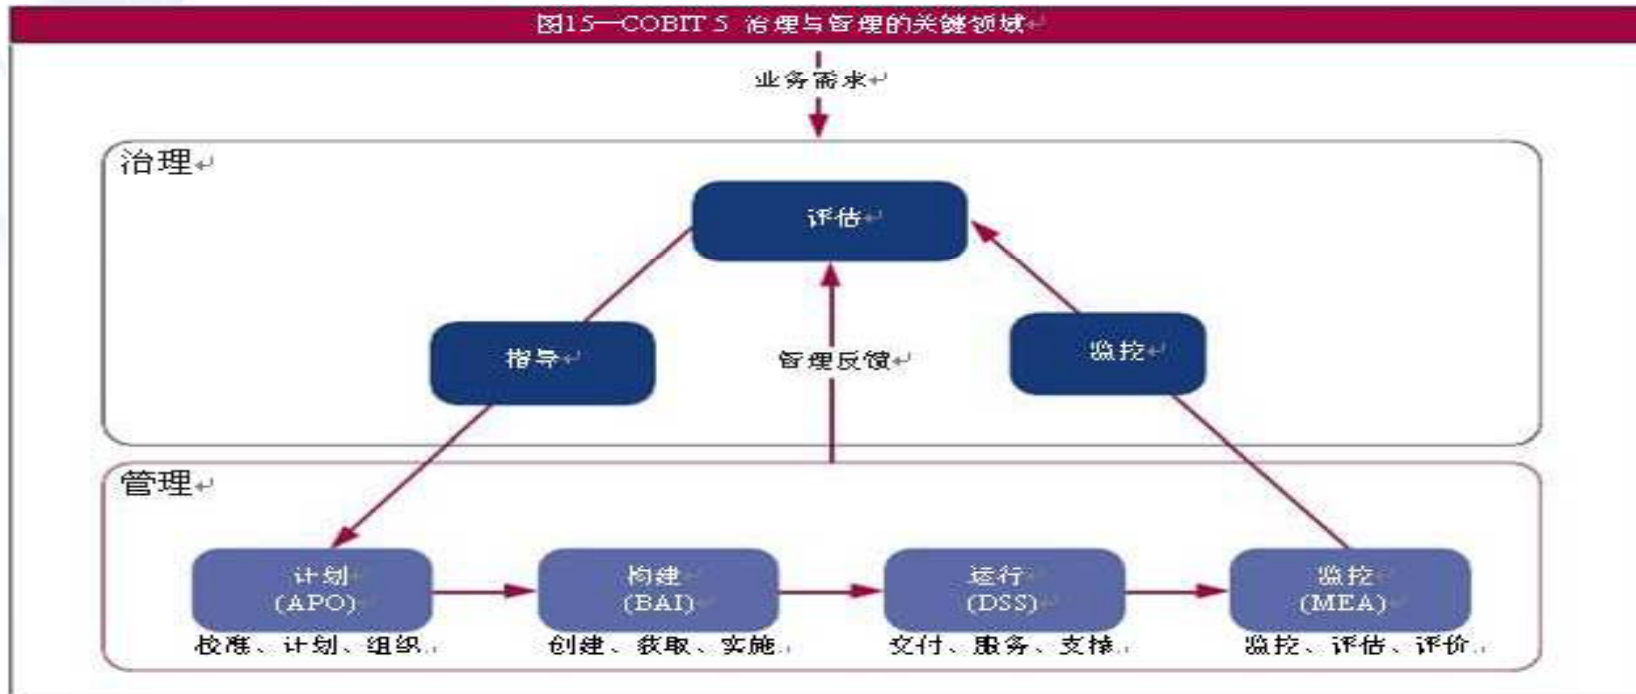 图15—COBIT 5 治理与管理的关键领域
业务需求
治理
评估
指导
管理反馈
监控
管理
计划
(APO)
构建
(BAI)
运行
(DSS)
监控
(MEA)
校准、计划、组织
创建、获取、实施
交付、服务、支持
监控、评估、评价